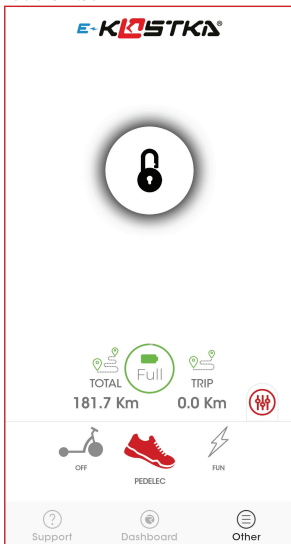 E-KOSTKA®
Full
TOTAL
TRIP
181.7 Km
0.0 Km
OFF
PEDELEC
FUN
Support
Dashboard
Other